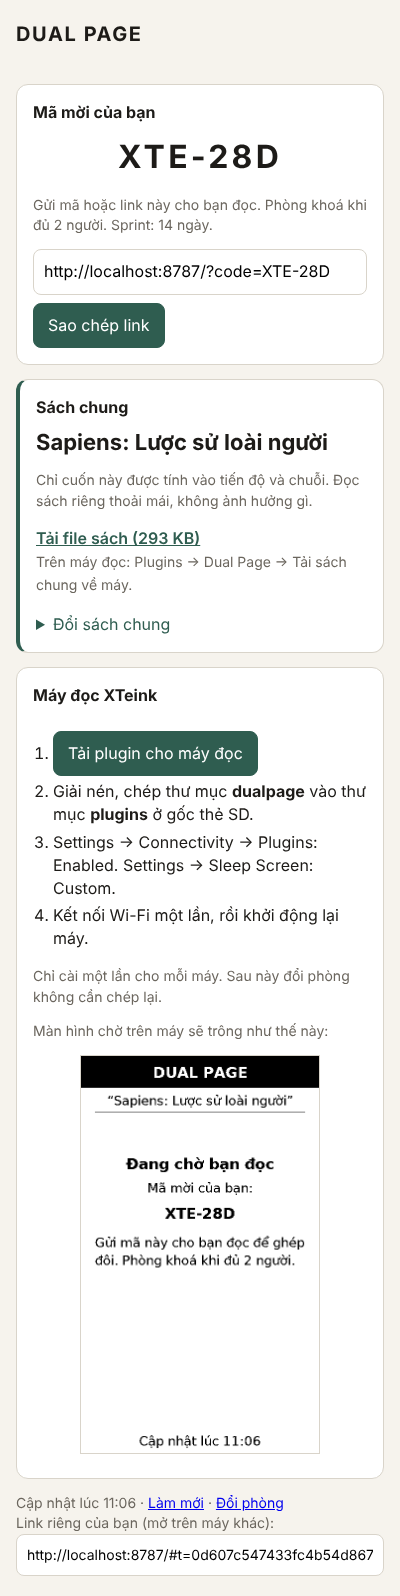 DUAL PAGE
Mã mời của bạn
XTE-28D
Gửi mã hoặc link này cho bạn đọc. Phòng khoá khi
đủ 2 người. Sprint: 14 ngày.
http://localhost:8787/?code=XTE-28D
Sao chép link
Sách chung
Sapiens: Lược sử loài người
Chỉ cuốn này được tính vào tiến độ và chuỗi. Đọc
sách riêng thoải mái, không ảnh hưởng gì.
Tải file sách (293 KB)
Trên máy đọc: Plugins → Dual Page → Tải sách
chung về máy.
▶ Đổi sách chung
Máy đọc XTeink
1. Tải plugin cho máy đọc
2. Giải nén, chép thư mục dualpage vào thư
mục plugins ở gốc thẻ SD.
3. Settings → Connectivity → Plugins:
Enabled. Settings → Sleep Screen:
Custom.
4. Kết nối Wi-Fi một lần, rồi khởi động lại
máy.
Chỉ cài một lần cho mỗi máy. Sau này đổi phòng
không cần chép lại.
Màn hình chờ trên máy sẽ trông như thế này:
DUAL PAGE
“Sapiens: Lược sử loài người”
Đang chờ bạn đọc
Mã mời của bạn:
XTE-28D
Gửi mã này cho bạn đọc để ghép
đôi. Phòng khoá khi đủ 2 người.
Cập nhật lúc 11:06
Cập nhật lúc 11:06 · Làm mới · Đổi phòng
Link riêng của bạn (mở trên máy khác):
http://localhost:8787/#t=0d607c547433fc4b54d867